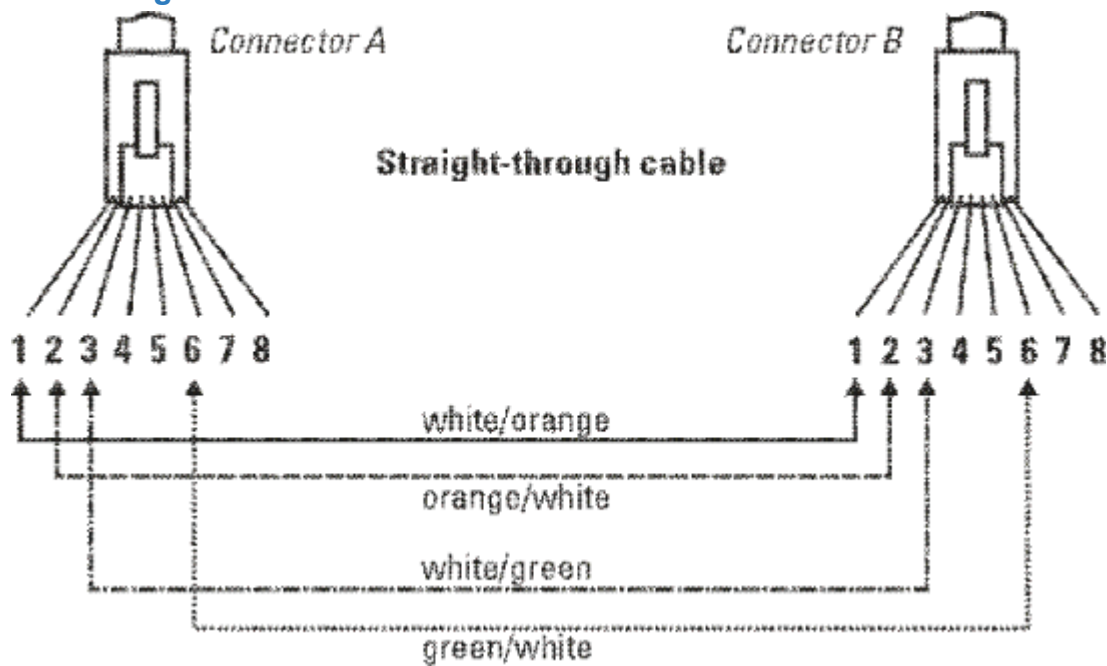 Connector A
Connector B
Straight-through cable
1 2 3 4 5 6 7 8
1 2 3 4 5 6 7 8
white/orange
orange/white
white/green
green/white